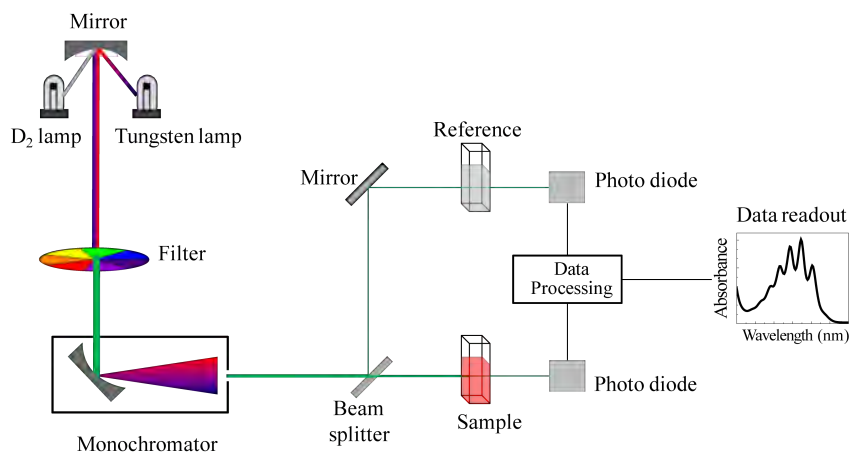 Mirror
D₂ lamp
Tungsten lamp
Filter
Monochromator
Mirror
Beam
splitter
Reference
Sample
Photo diode
Photo diode
Data
Processing
Data readout
Absorbance
Wavelength (nm)